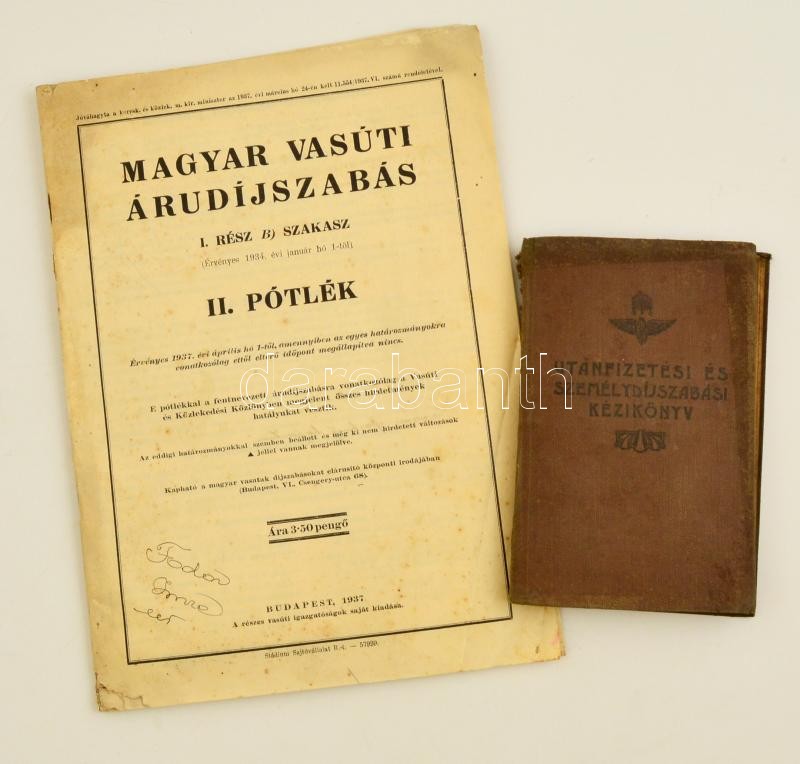 Jóváhagyta a keresk. és közlek. m. kir. miniszter az 1937. évi március hó 24-én kelt 11.554/1937. VI. számú rendeletével.
MAGYAR VASÚTI
ÁRUDÍJSZABÁS
I. RÉSZ B) SZAKASZ
(Érvényes 1934. évi január hó 1-től)
II. PÓTLÉK
Érvényes 1937. évi április hó 1-től, amennyiben az egyes határozmányokra
vonatkozólag ettől eltérő időpont megállapítva nincs.
E pótlékkal a fentnevezett árudíjszabásra vonatkozólag a Vasúti
és Közlekedési Közlönyben megjelent összes hirdetmények
hatályukat vesztik.
Az eddigi határozmányokkal szemben beállott és még ki nem hirdetett változások
▲ jellel vannak megjelölve.
Kapható a magyar vasutak díjszabásokat elárusító központi irodájában
(Budapest, VI., Csengery-utca 68).
Ára 3·50 pengő
Fodor
Imre
BUDAPEST, 1937.
A részes vasúti igazgatóságok saját kiadása.
Stádium Sajtóvállalat R.-t. — 57920.
UTÁNFIZETÉSI ÉS
SZEMÉLYDÍJSZABÁSI
KÉZIKÖNYV
darabanth